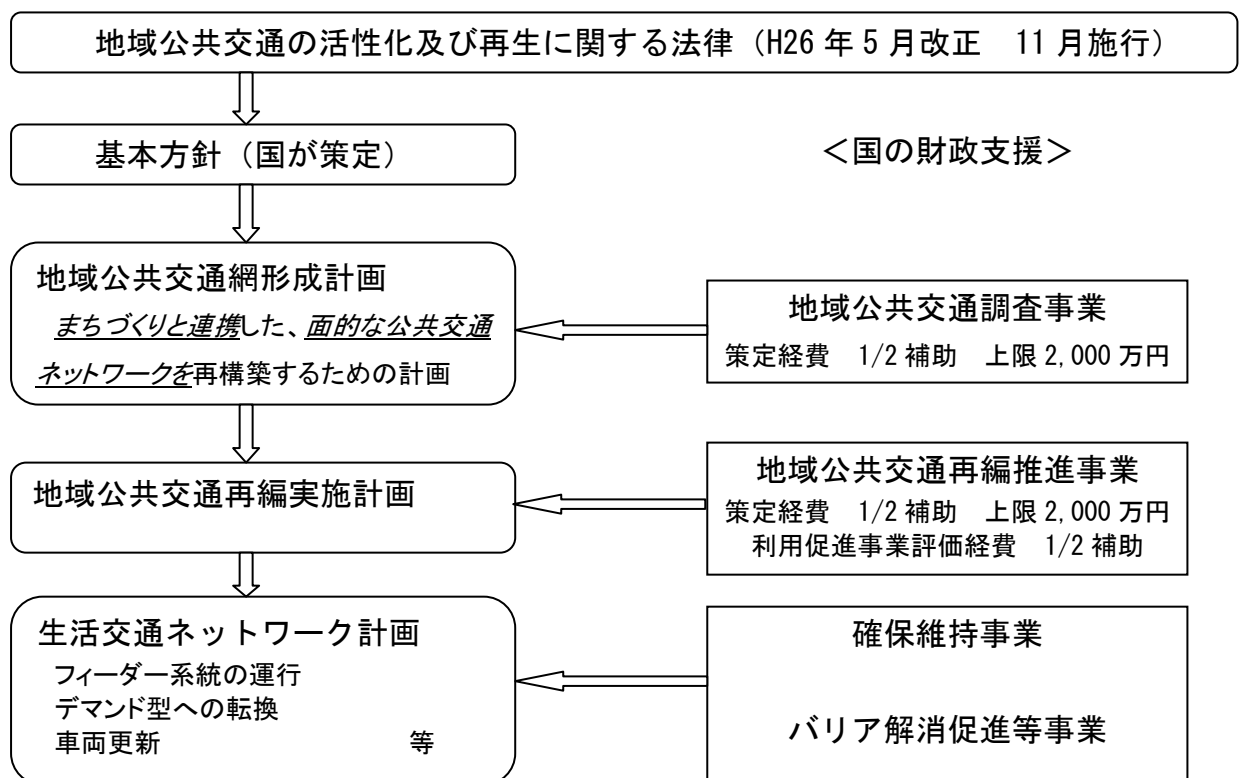 地域公共交通の活性化及び再生に関する法律（H26 年 5 月改正　11 月施行）
基本方針（国が策定）
＜国の財政支援＞
地域公共交通網形成計画
まちづくりと連携した、面的な公共交通
ネットワークを再構築するための計画
地域公共交通調査事業
策定経費　1/2 補助　上限 2,000 万円
地域公共交通再編実施計画
地域公共交通再編推進事業
策定経費　1/2 補助　上限 2,000 万円
利用促進事業評価経費　1/2 補助
生活交通ネットワーク計画
フィーダー系統の運行
デマンド型への転換
車両更新　等
確保維持事業
バリア解消促進等事業